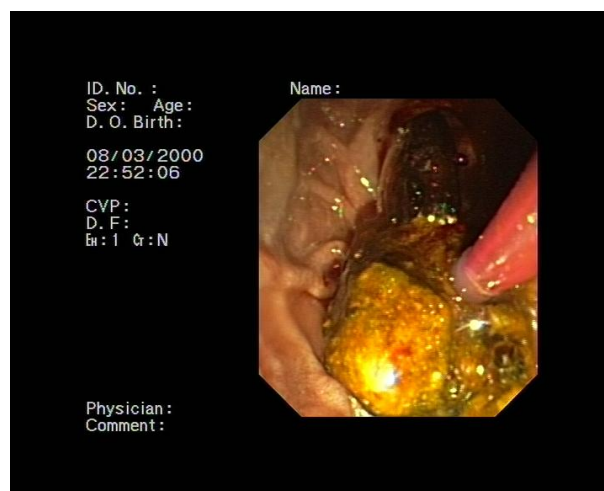 ID. No. :
Name:
Sex: Age:
D. O. Birth:
08/03/2000
22:52:06
CVP:
D. F:
EH:1 Cr:N
Physician:
Comment: